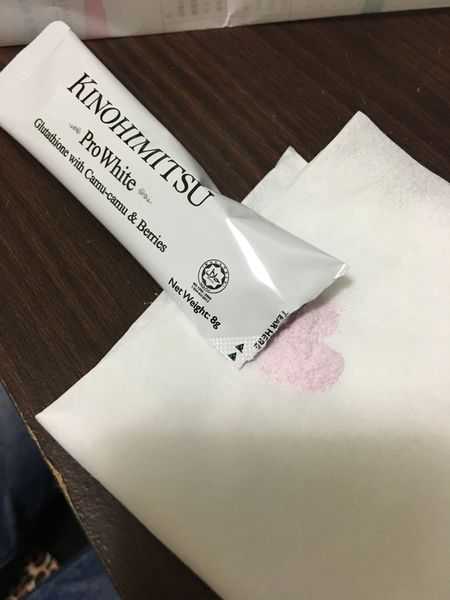 KINOHIMITSU
ProWhite
Glutathione with Camu-camu & Berries
Net Weight: 8g
TEAR HERE